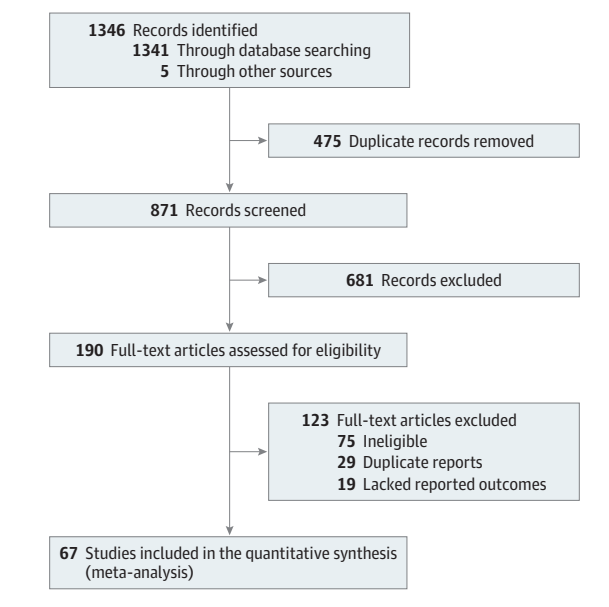 1346 Records identified
1341 Through database searching
5 Through other sources
475 Duplicate records removed
871 Records screened
681 Records excluded
190 Full-text articles assessed for eligibility
123 Full-text articles excluded
75 Ineligible
29 Duplicate reports
19 Lacked reported outcomes
67 Studies included in the quantitative synthesis
(meta-analysis)